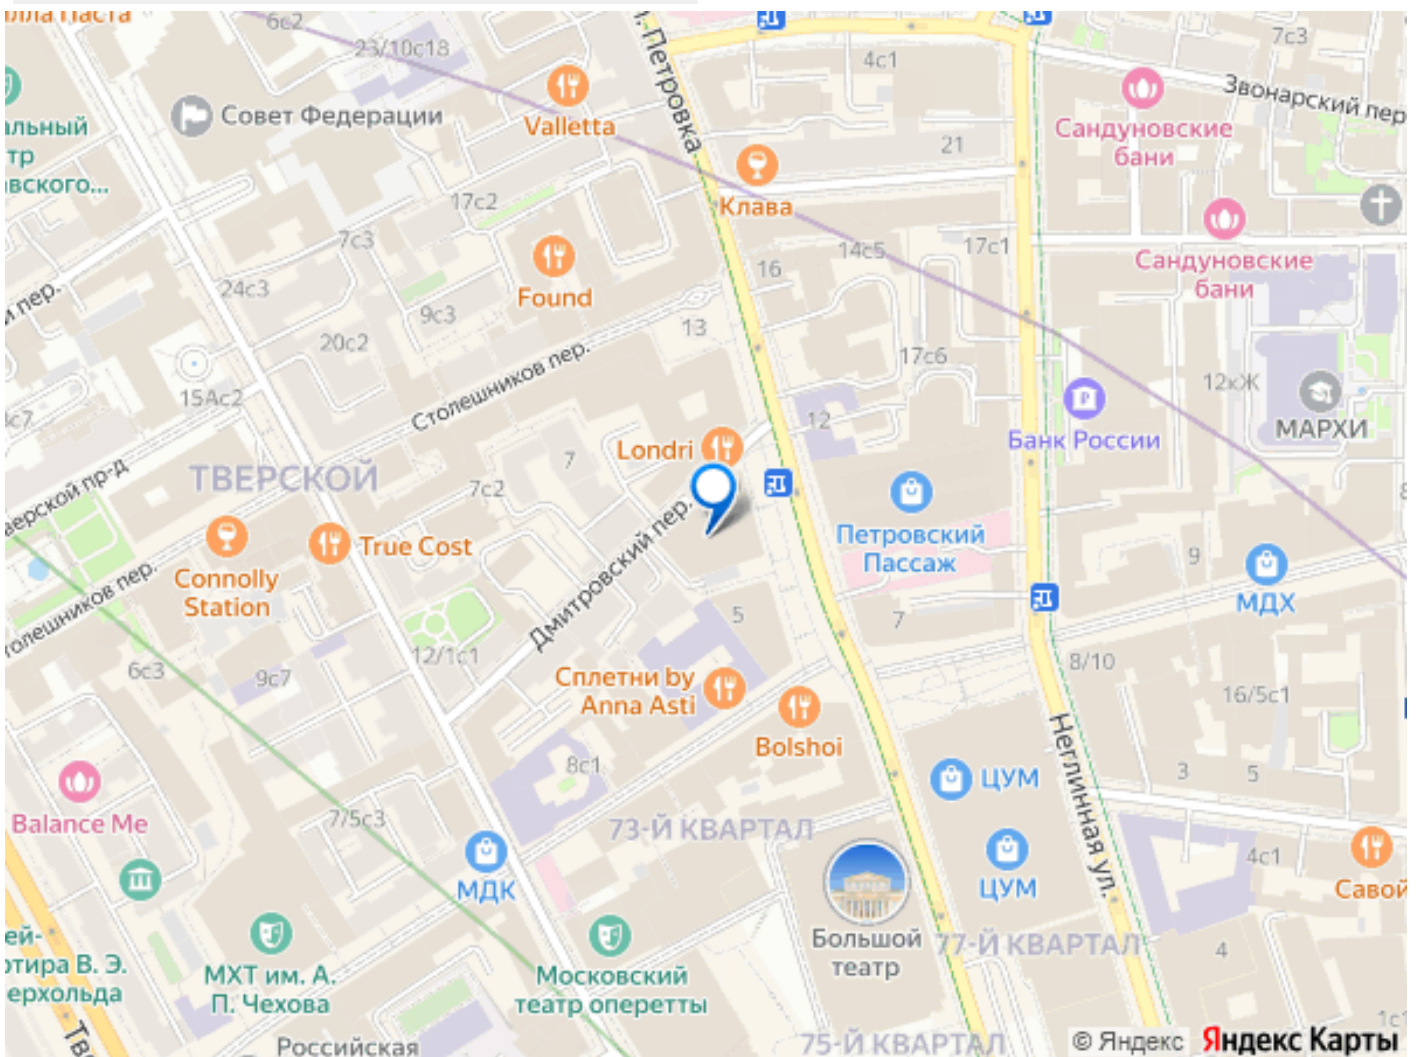 6с2
23/10с18
Совет Федерации
Valletta
ул. Петровка
4с1
7с3
Звонарский пер.
Сандуновские
бани
21
Клава
17с2
7с3
14с5
17с1
16
Сандуновские
бани
Found
24с3
9с3
13
20с2
17с6
15Ас2
Столешников пер.
12
12кЖ
МАРХИ
Банк России
Londri
7
ТВЕРСКОЙ
7с2
Петровский
Пассаж
True Cost
Connolly
Station
Дмитровский пер.
9
МДХ
5
7
12/1с1
6с3
9с7
8/10
16/5с1
Сплетни by
Anna Asti
Bolshoi
Неглинная ул.
8с1
ЦУМ
3
5
Balance Me
7/5с3
73-Й КВАРТАЛ
МДК
ЦУМ
4с1
Савой
Большой
театр
77-Й КВАРТАЛ
4
МХТ им. А.
П. Чехова
Московский
театр оперетты
Российская
75-Й КВАРТАЛ
1с1
© Яндекс
Яндекс Карты